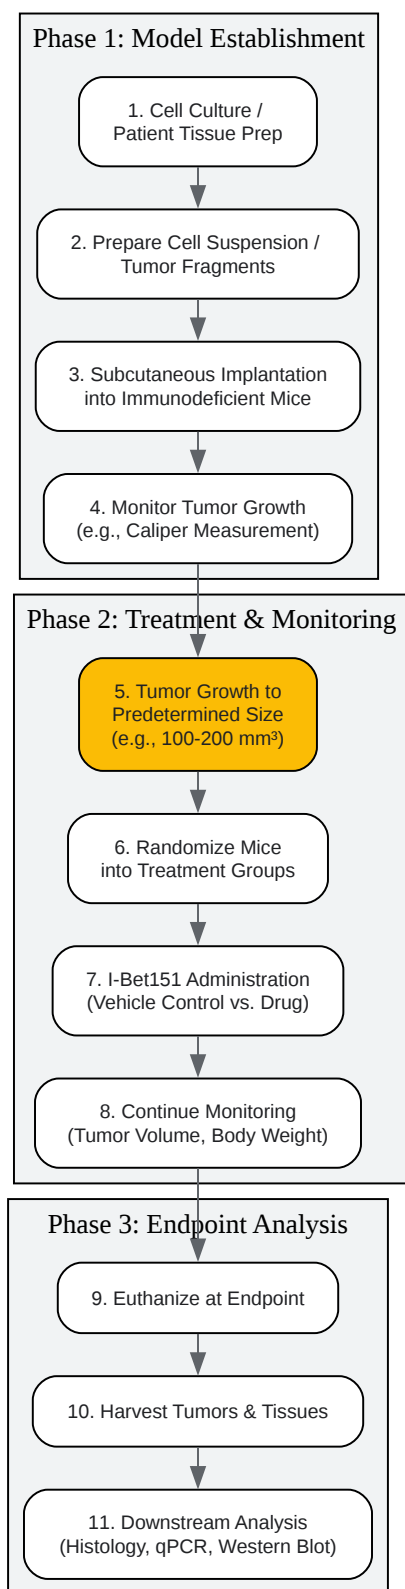 Phase 1: Model Establishment
1. Cell Culture /
Patient Tissue Prep
2. Prepare Cell Suspension /
Tumor Fragments
3. Subcutaneous Implantation
into Immunodeficient Mice
4. Monitor Tumor Growth
(e.g., Caliper Measurement)
Phase 2: Treatment & Monitoring
5. Tumor Growth to
Predetermined Size
(e.g., 100-200 mm³)
6. Randomize Mice
into Treatment Groups
7. I-Bet151 Administration
(Vehicle Control vs. Drug)
8. Continue Monitoring
(Tumor Volume, Body Weight)
Phase 3: Endpoint Analysis
9. Euthanize at Endpoint
10. Harvest Tumors & Tissues
11. Downstream Analysis
(Histology, qPCR, Western Blot)